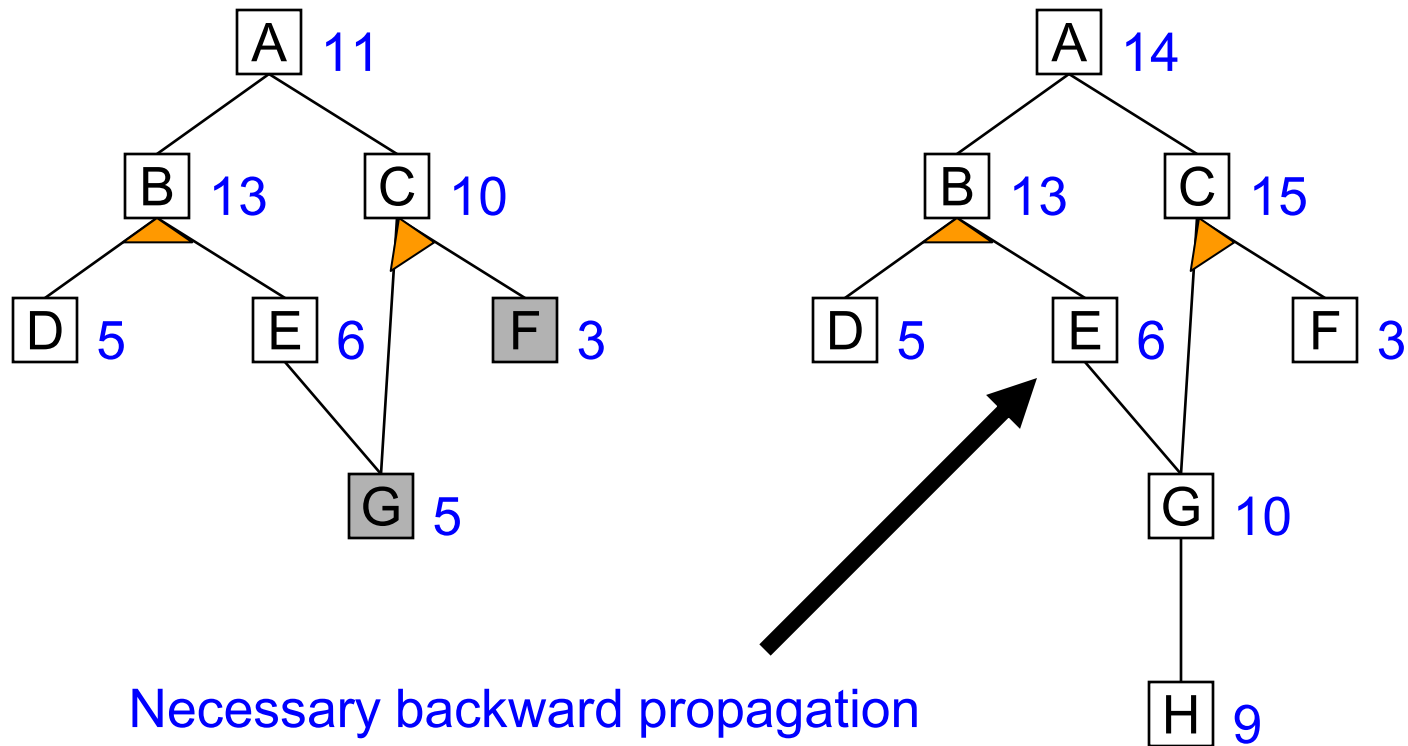 A 11 A 14
B 13 C 10 B 13 C 15
D 5 E 6 F 3 D 5 E 6 F 3
G 5 G 10
Necessary backward propagation H 9